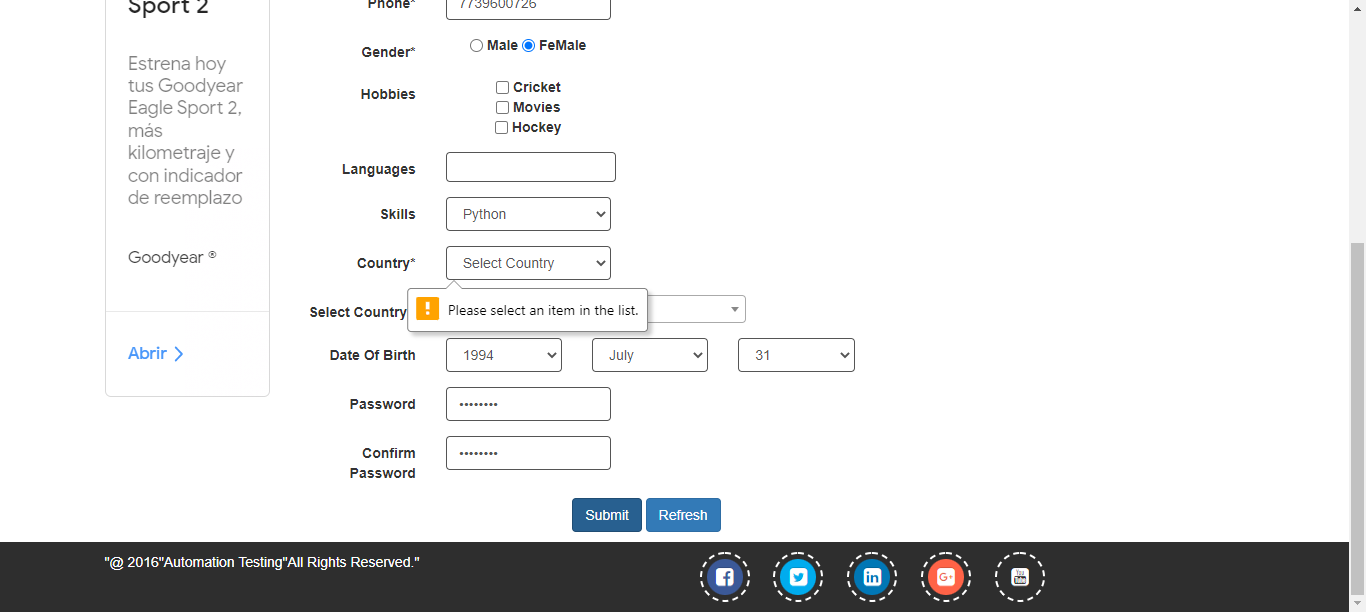 Sport 2
Estrena hoy
tus Goodyear
Eagle Sport 2,
más
kilometraje y
con indicador
de reemplazo
Goodyear ®
Abrir
Phone* 7739600726
Gender* Male FeMale
Hobbies Cricket
Movies
Hockey
Languages
Skills Python
Country* Select Country
Please select an item in the list.
Select Country
Date Of Birth 1994 July 31
Password ••••••••
Confirm ••••••••
Password
Submit Refresh
"@ 2016"Automation Testing"All Rights Reserved."
f in G+ You Tube